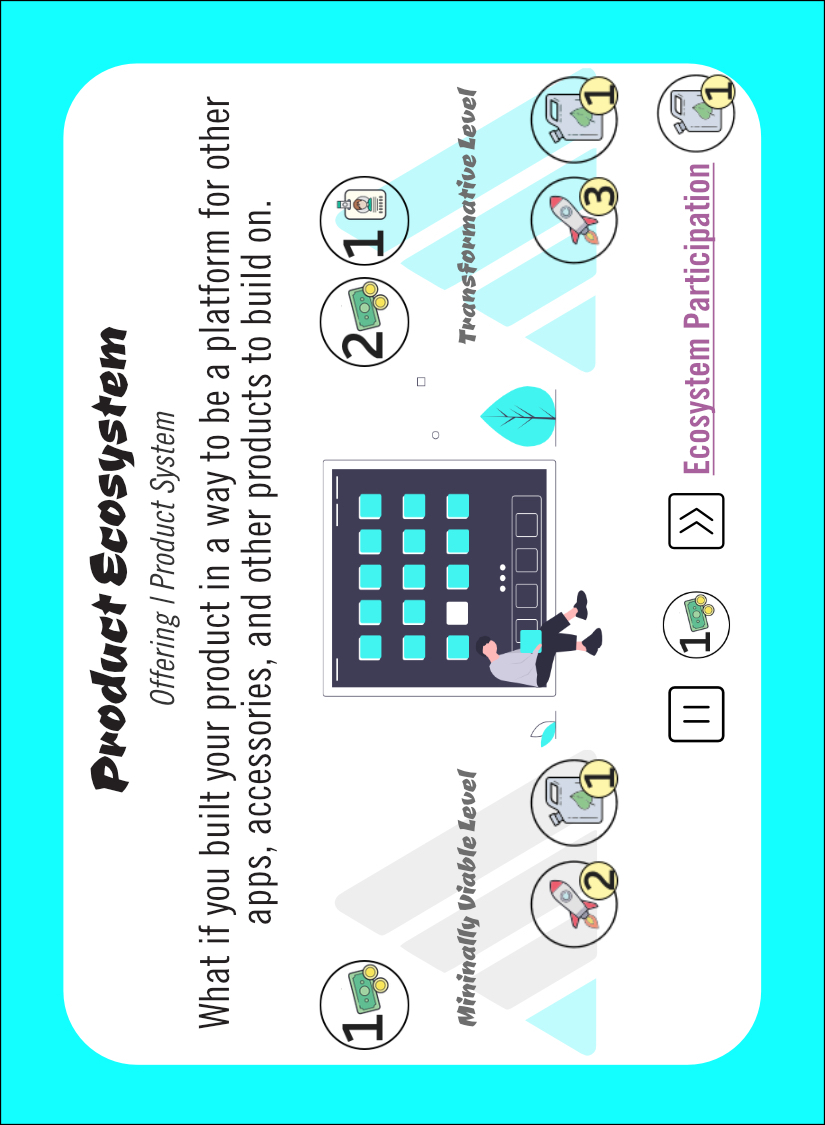 Product Ecosystem
Offering | Product System
What if you built your product in a way to be a platform for other
apps, accessories, and other products to build on.
1
2 1
Mininally Viable Level
Transformative Level
2 1
3 1
1
Ecosystem Participation
1